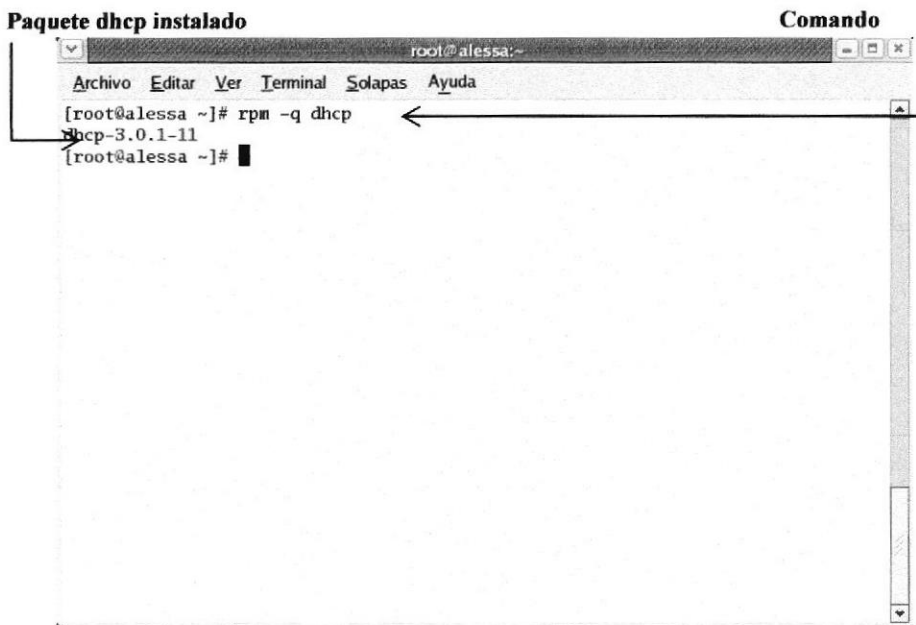 Paquete dhcp instalado
Comando
root@alessa:~
Archivo Editar Ver Terminal Solapas Ayuda
[root@alessa ~]# rpm -q dhcp
dhcp-3.0.1-11
[root@alessa ~]#